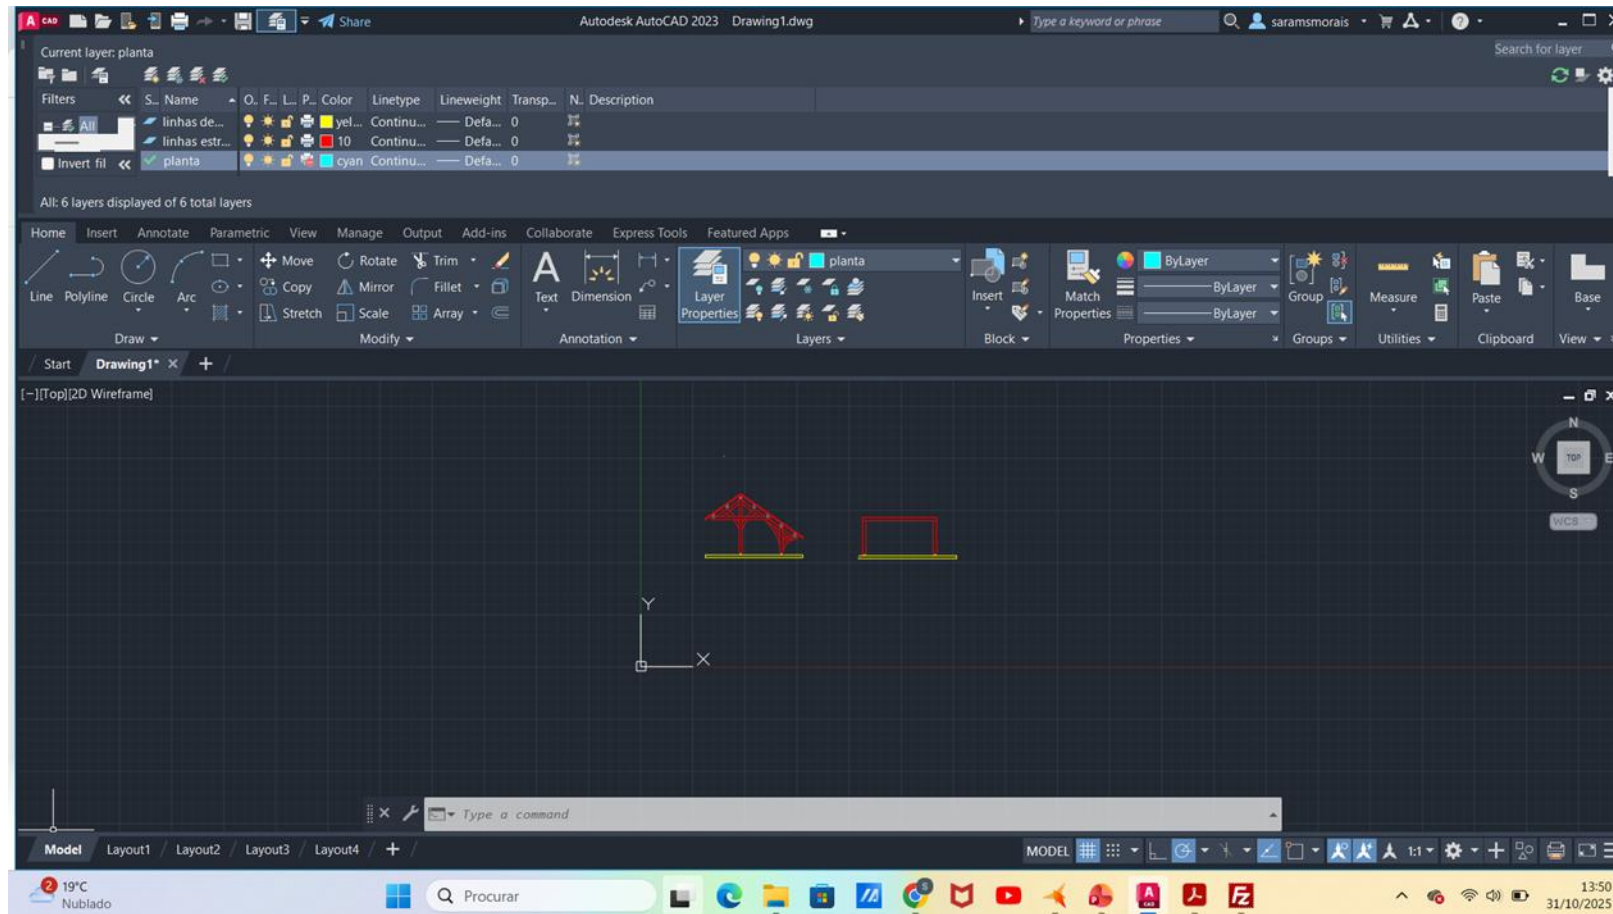 A CAD Share Autodesk AutoCAD 2023 Drawing1.dwg Type a keyword or phrase saramsmorais
Current layer: planta Search for layer
Filters S.. Name O.. F... L... P... Color Linetype Lineweight Transp... N.. Description
All linhas de... yel... Continu... Defa... 0
linhas estr... 10 Continu... Defa... 0
Invert fil planta cyan Continu... Defa... 0
All: 6 layers displayed of 6 total layers
Home Insert Annotate Parametric View Manage Output Add-ins Collaborate Express Tools Featured Apps
Move Rotate Trim planta ByLayer
Line Polyline Circle Arc Copy Mirror Fillet Text Dimension Layer Properties Insert Match Properties ByLayer Group Measure Paste Base
Stretch Scale Array ByLayer
Draw Modify Annotation Layers Block Properties Groups Utilities Clipboard View
Start Drawing1* +
[−][Top][2D Wireframe]
N
W TOP E
S
WCS
Y
X
Type a command
Model Layout1 Layout2 Layout3 Layout4 + MODEL 1:1
2 19°C Procurar 13:50
Nublado 31/10/2025